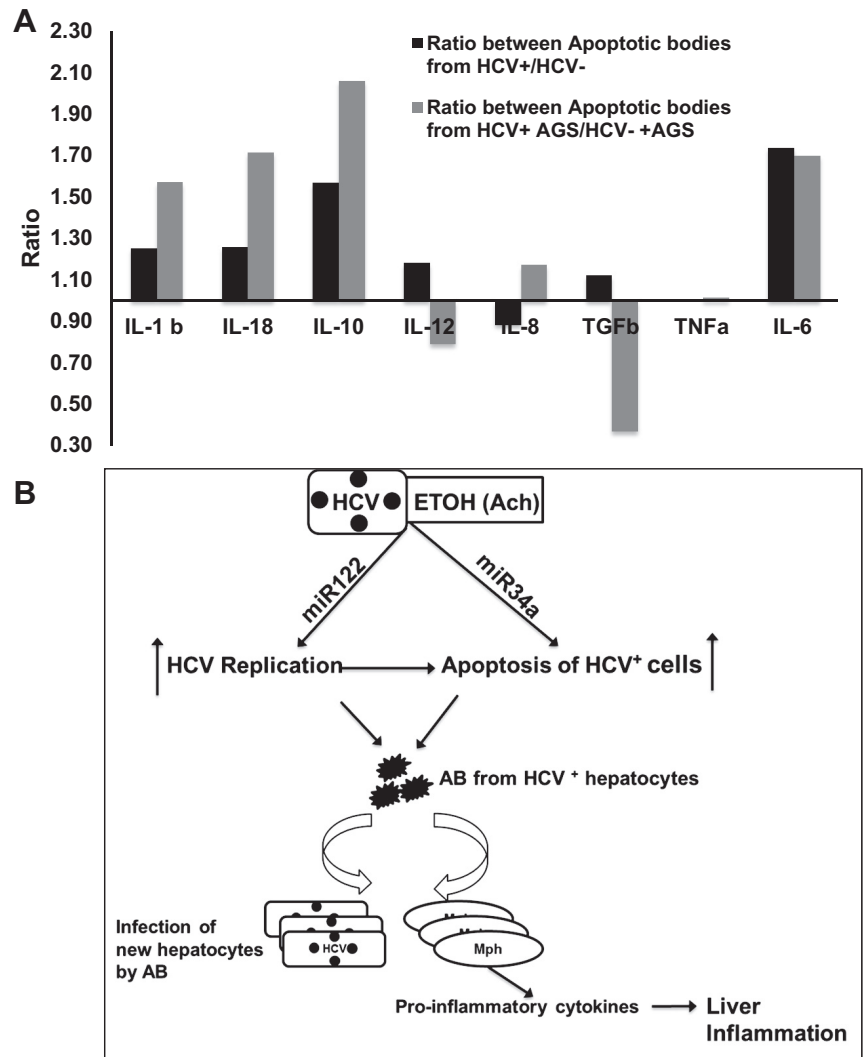 A
2.30
2.10
1.90
1.70
1.50
1.30
1.10
0.90
0.70
0.50
0.30
Ratio
Ratio between Apoptotic bodies
from HCV+/HCV-
Ratio between Apoptotic bodies
from HCV+ AGS/HCV- +AGS
IL-1 b IL-18 IL-10 IL-12 IL-8 TGFb TNFa IL-6
B
HCV ETOH (Ach)
miR122 miR34a
HCV Replication Apoptosis of HCV⁺ cells
AB from HCV ⁺ hepatocytes
Infection of
new hepatocytes
by AB
HCV
Mph
Pro-inflammatory cytokines
Liver
Inflammation